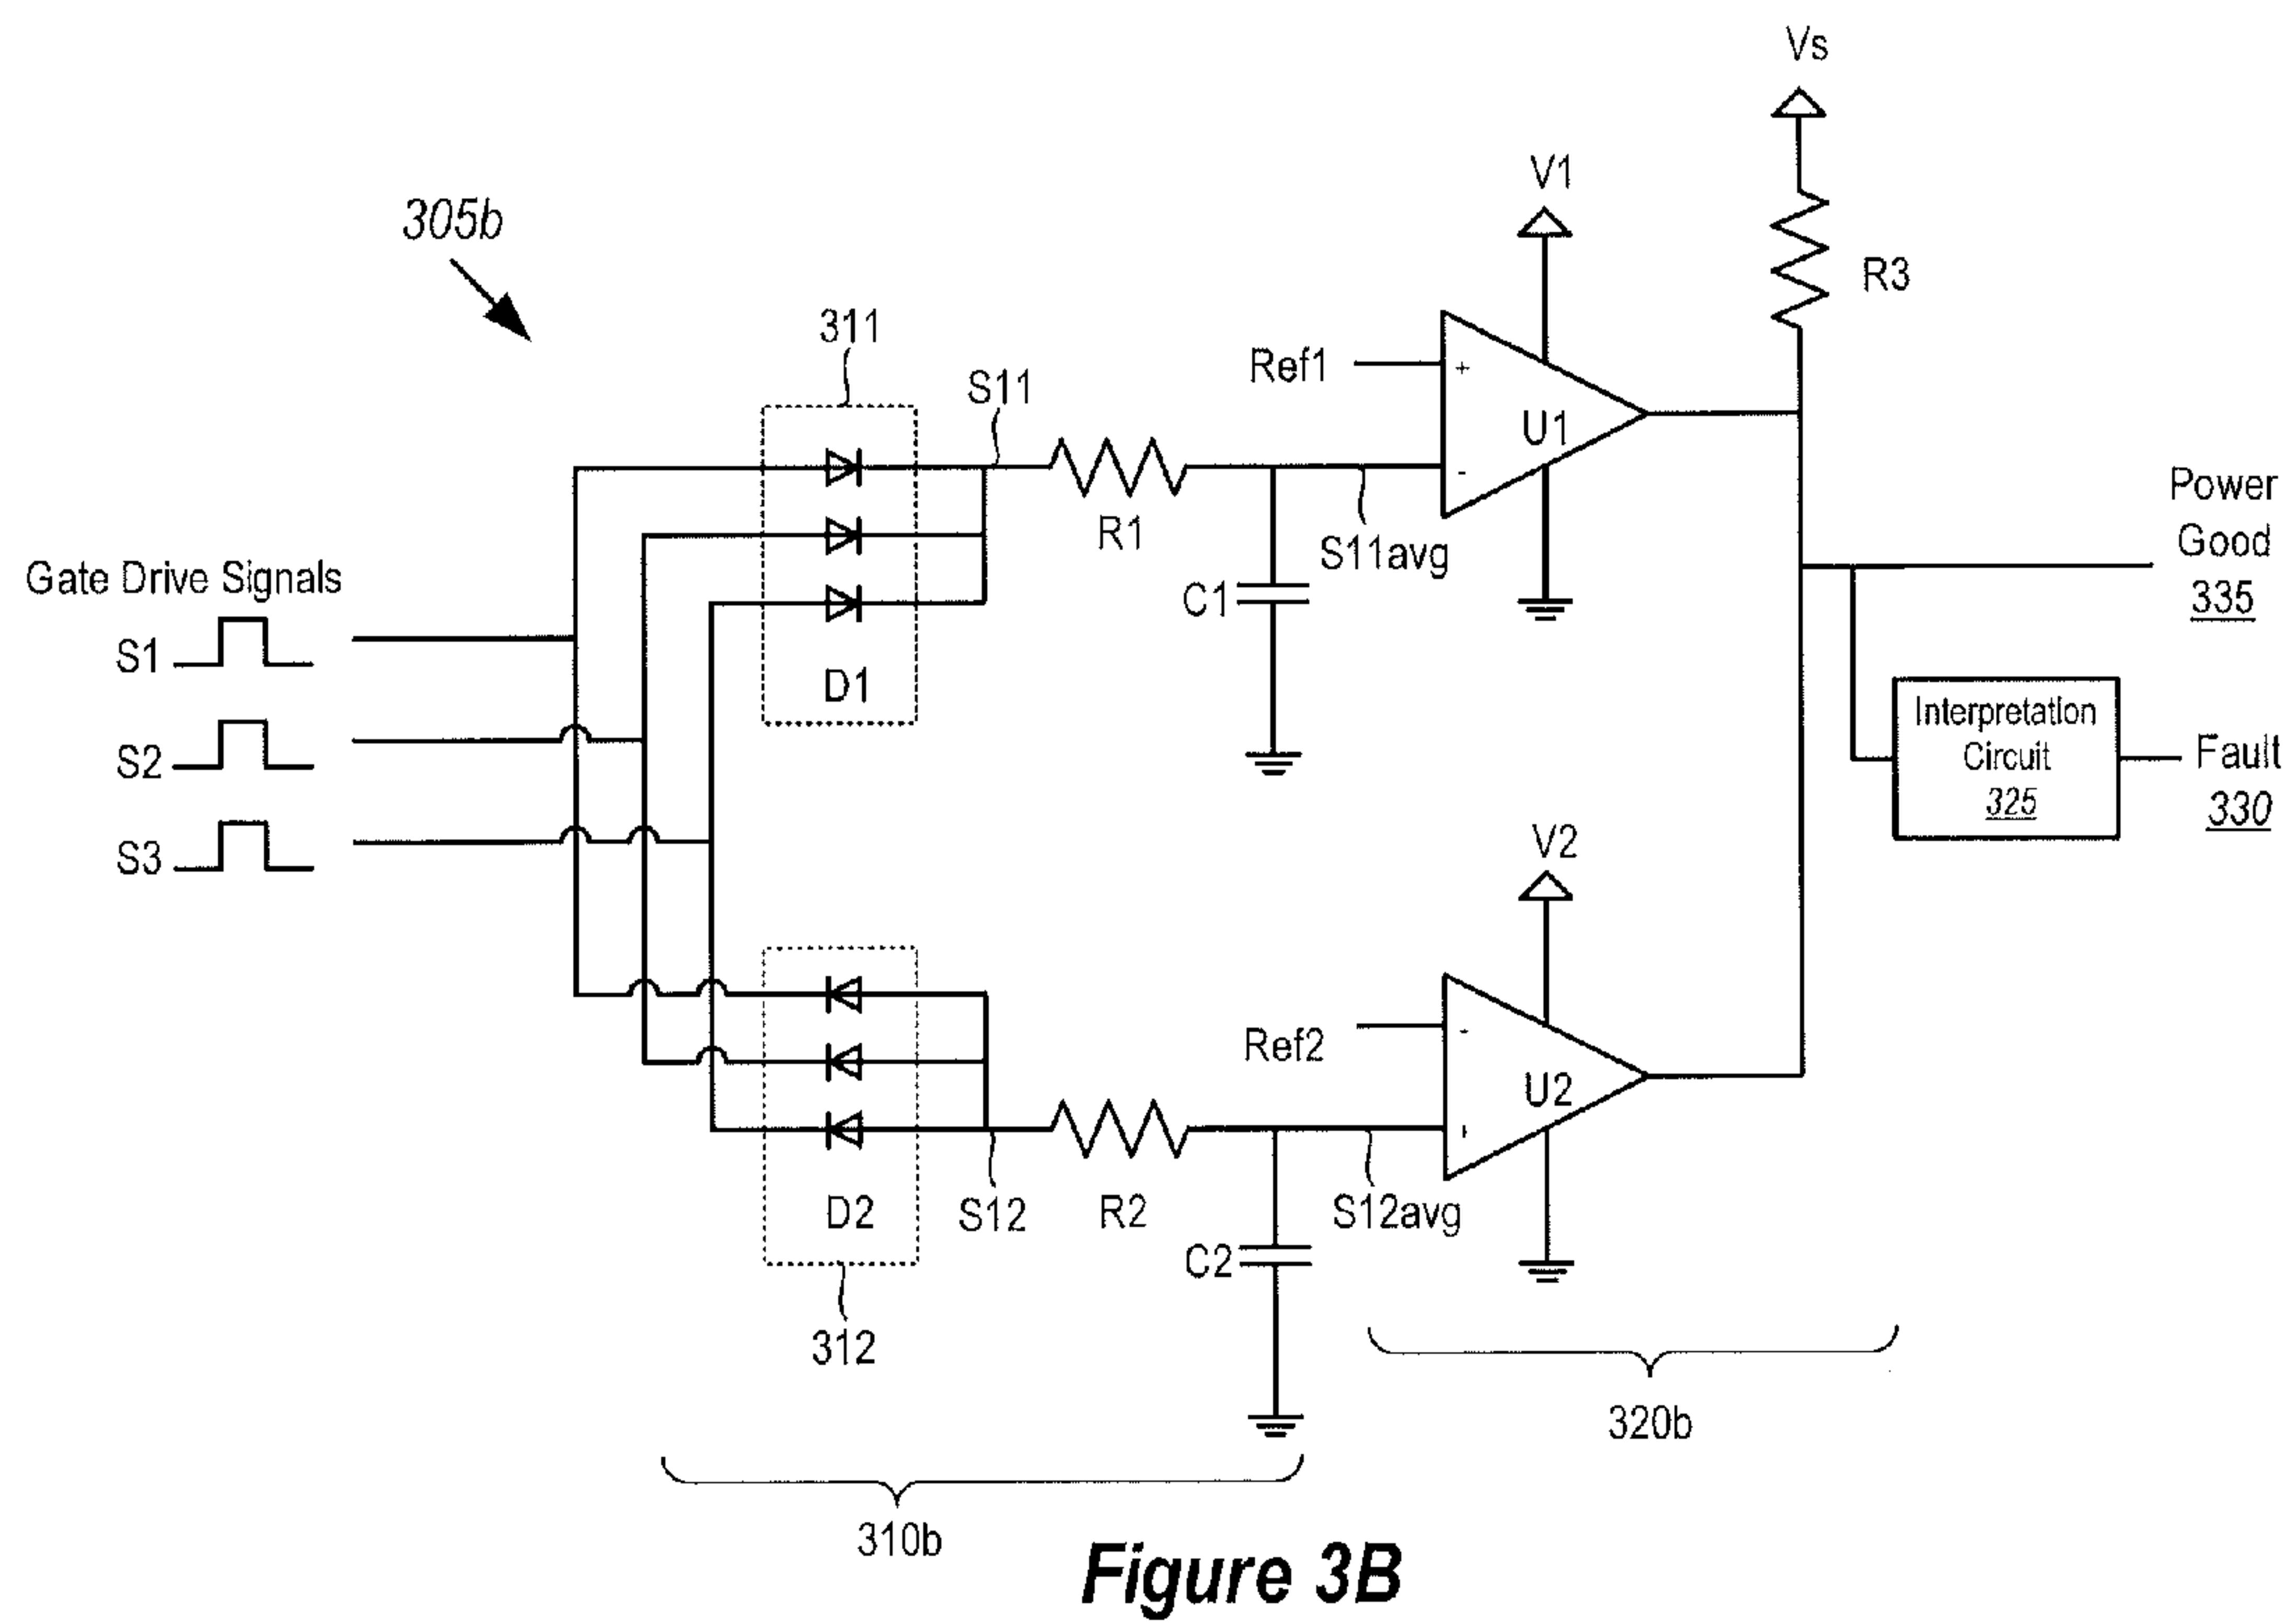 Vs
V1
305b
R3
311
Ref1
+
S11
U1
-
Power
Good
335
R1
S11avg
Gate Drive Signals
C1
S1
D1
Interpretation
Circuit
325
Fault
330
S2
S3
V2
Ref2
-
U2
+
D2
S12
R2
S12avg
C2
312
320b
310b
Figure 3B